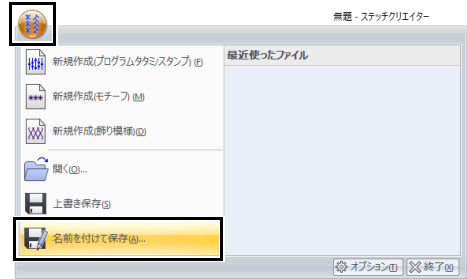 無題 - ステッチクリエイター
新規作成(プログラムタタミ/スタンプ) (F)
最近使ったファイル
新規作成(モチーフ) (M)
新規作成(飾り模様)(D)
開く(O)...
上書き保存(S)
名前を付けて保存(A)...
オプション(I)
終了(X)